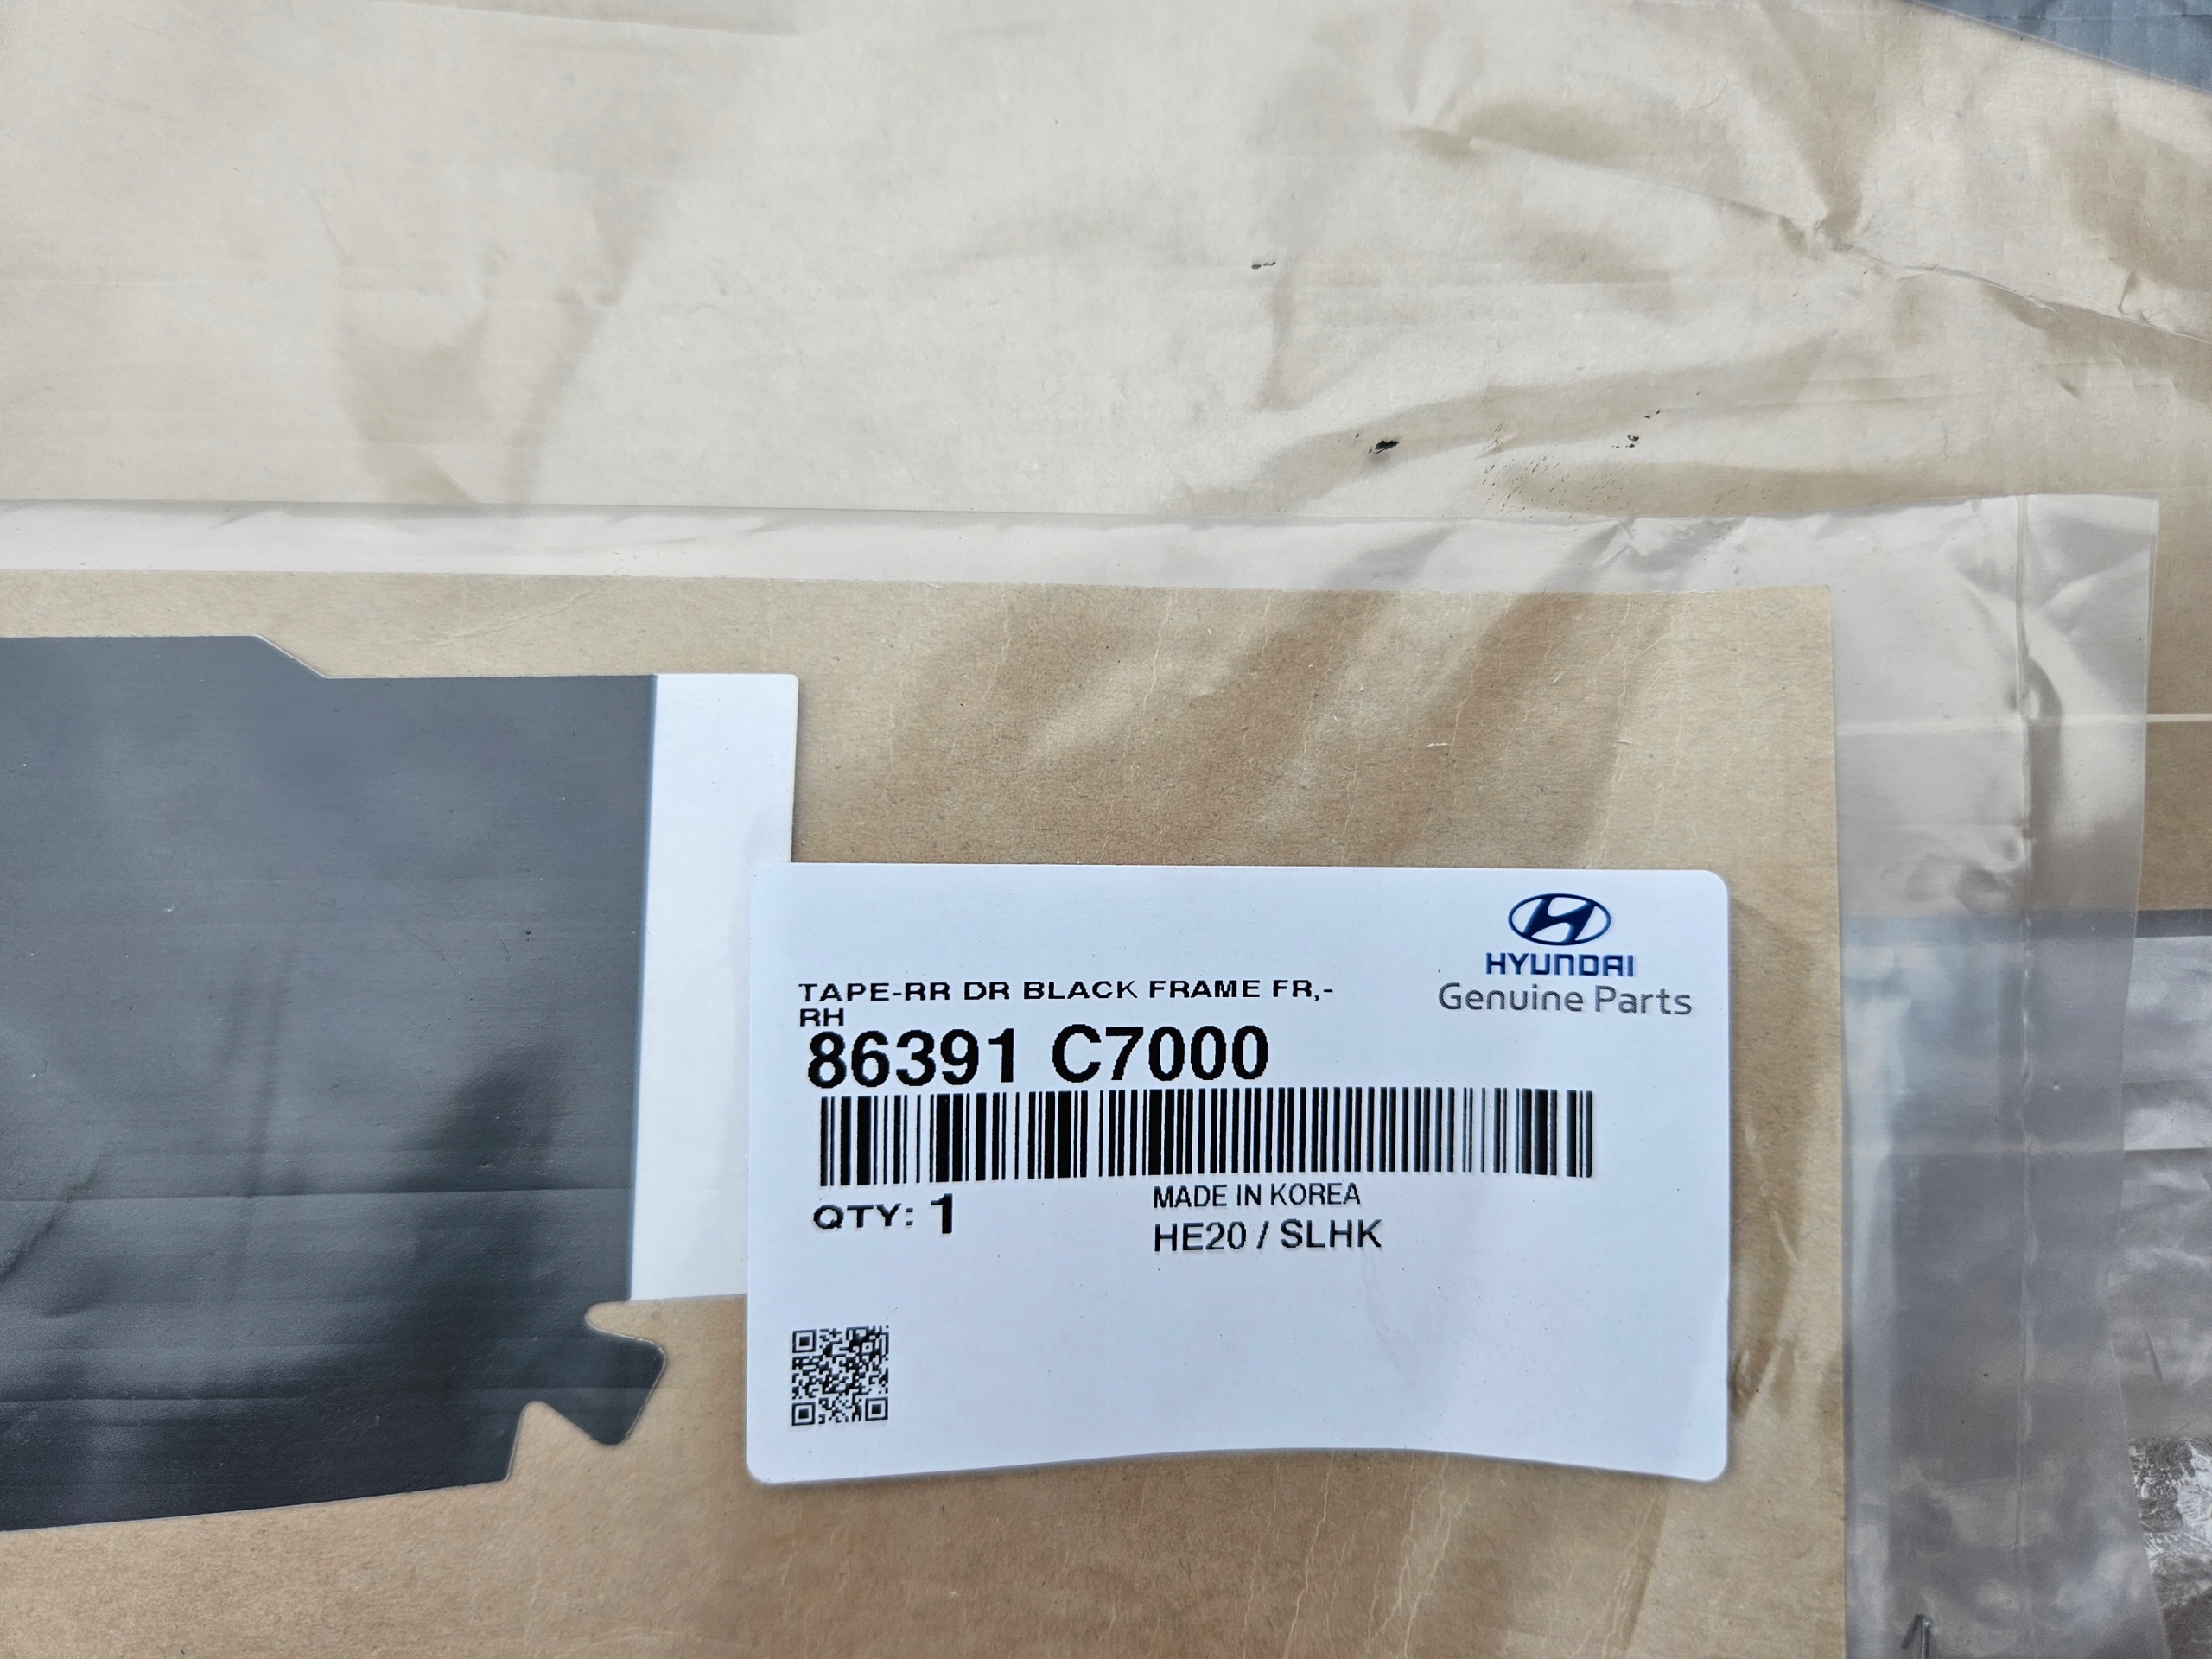 HYUNDAI
Genuine Parts
TAPE-RR DR BLACK FRAME FR,-
RH
86391 C7000
QTY: 1
MADE IN KOREA
HE20 / SLHK